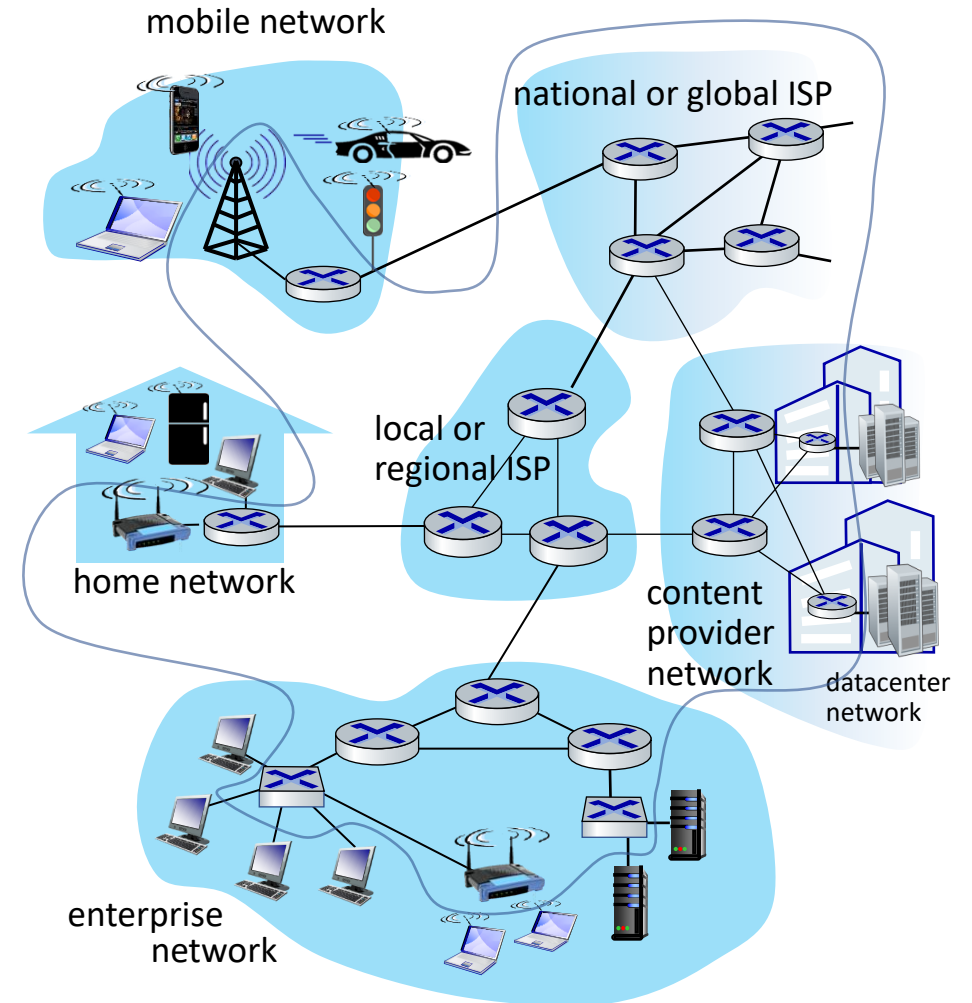 mobile network
national or global ISP
local or
regional ISP
home network
content
provider
network
datacenter
network
enterprise
network